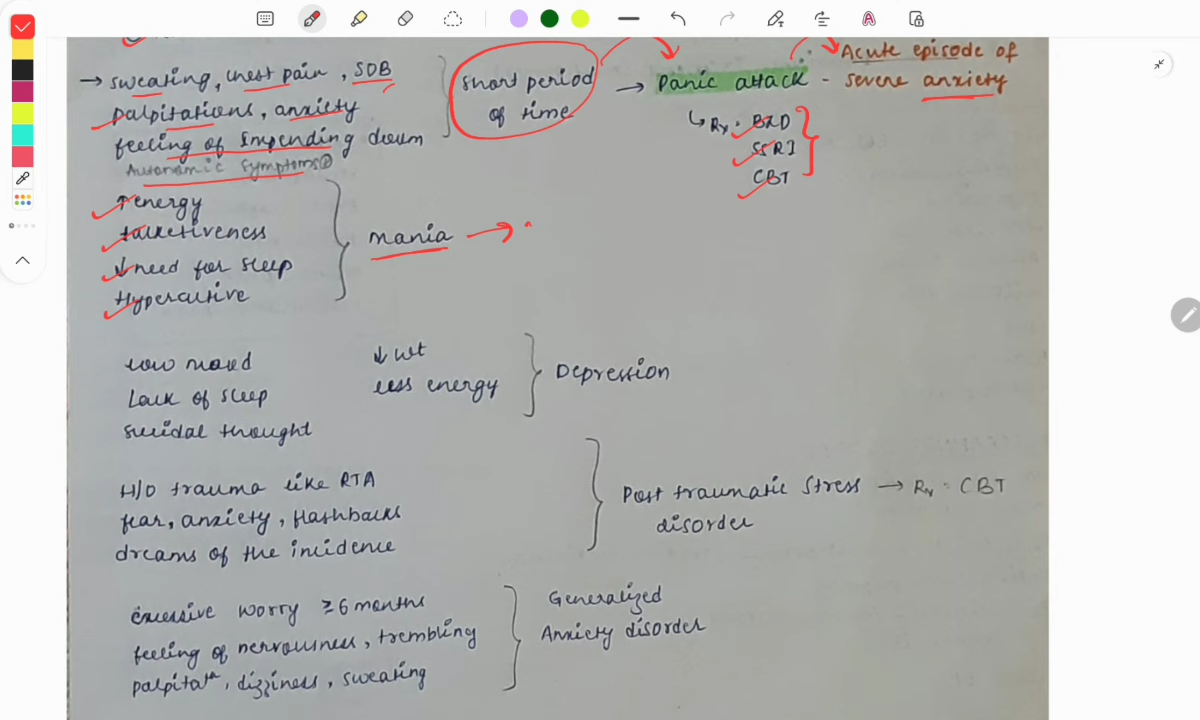 → sweating, chest pain, SOB
palpitations, anxiety
feeling of Impending doom
Autonomic Symptoms
short period
of time
→ Panic attack - Acute episode of
severe anxiety
↳ Rx: BZD
SSRI
CBT
↑ energy
talketiveness
↓ need for sleep
Hyperactive
mania →
low mood
Lack of sleep
suicidal thought
↓ wt
less energy
Depression
H/O trauma like RTA
fear, anxiety, flashbacks
dreams of the incidence
Post traumatic stress → Rx: CBT
disorder
excessive worry ≥6 months
feeling of nervousness, trembling
palpitatⁿ, dizziness, sweating
Generalized
Anxiety disorder